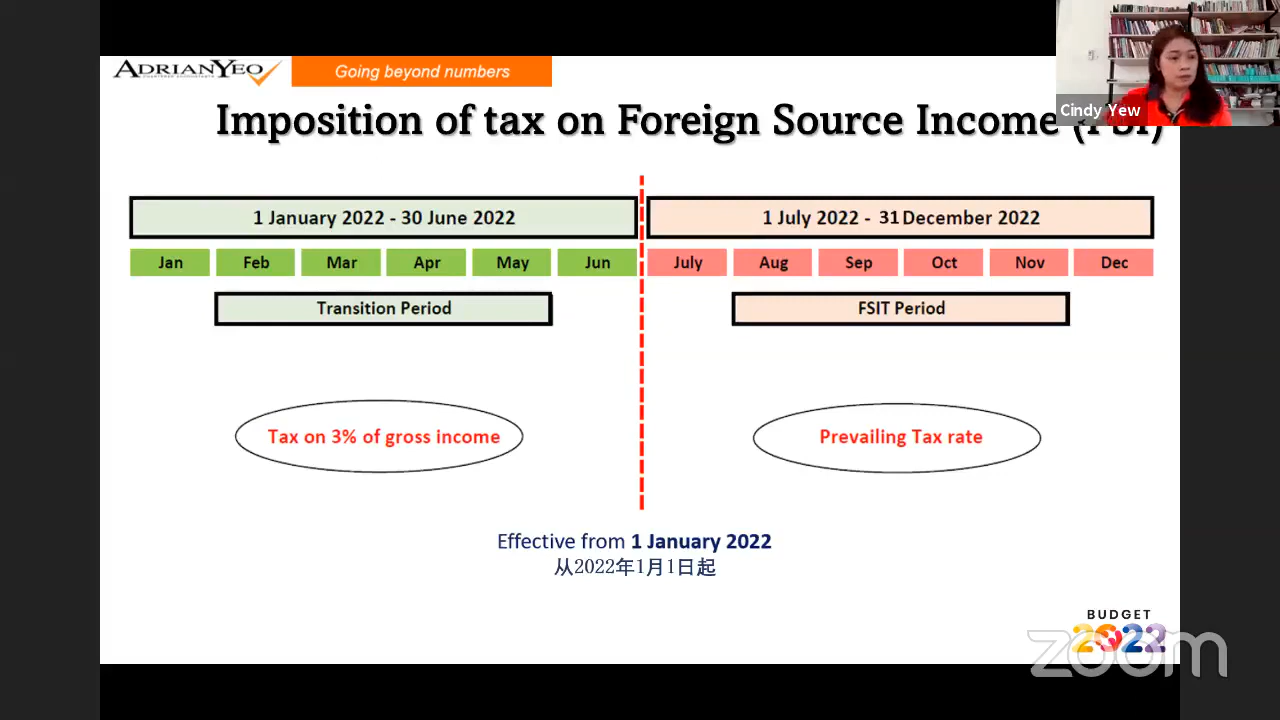 ADRIANYEO
CHARTERED ACCOUNTANTS
Going beyond numbers
Cindy Yew
Imposition of tax on Foreign Source Income (FSI)
1 January 2022 - 30 June 2022
1 July 2022 - 31 December 2022
Jan Feb Mar Apr May Jun July Aug Sep Oct Nov Dec
Transition Period
FSIT Period
Tax on 3% of gross income
Prevailing Tax rate
Effective from 1 January 2022
从2022年1月1日起
BUDGET
2022
zoom